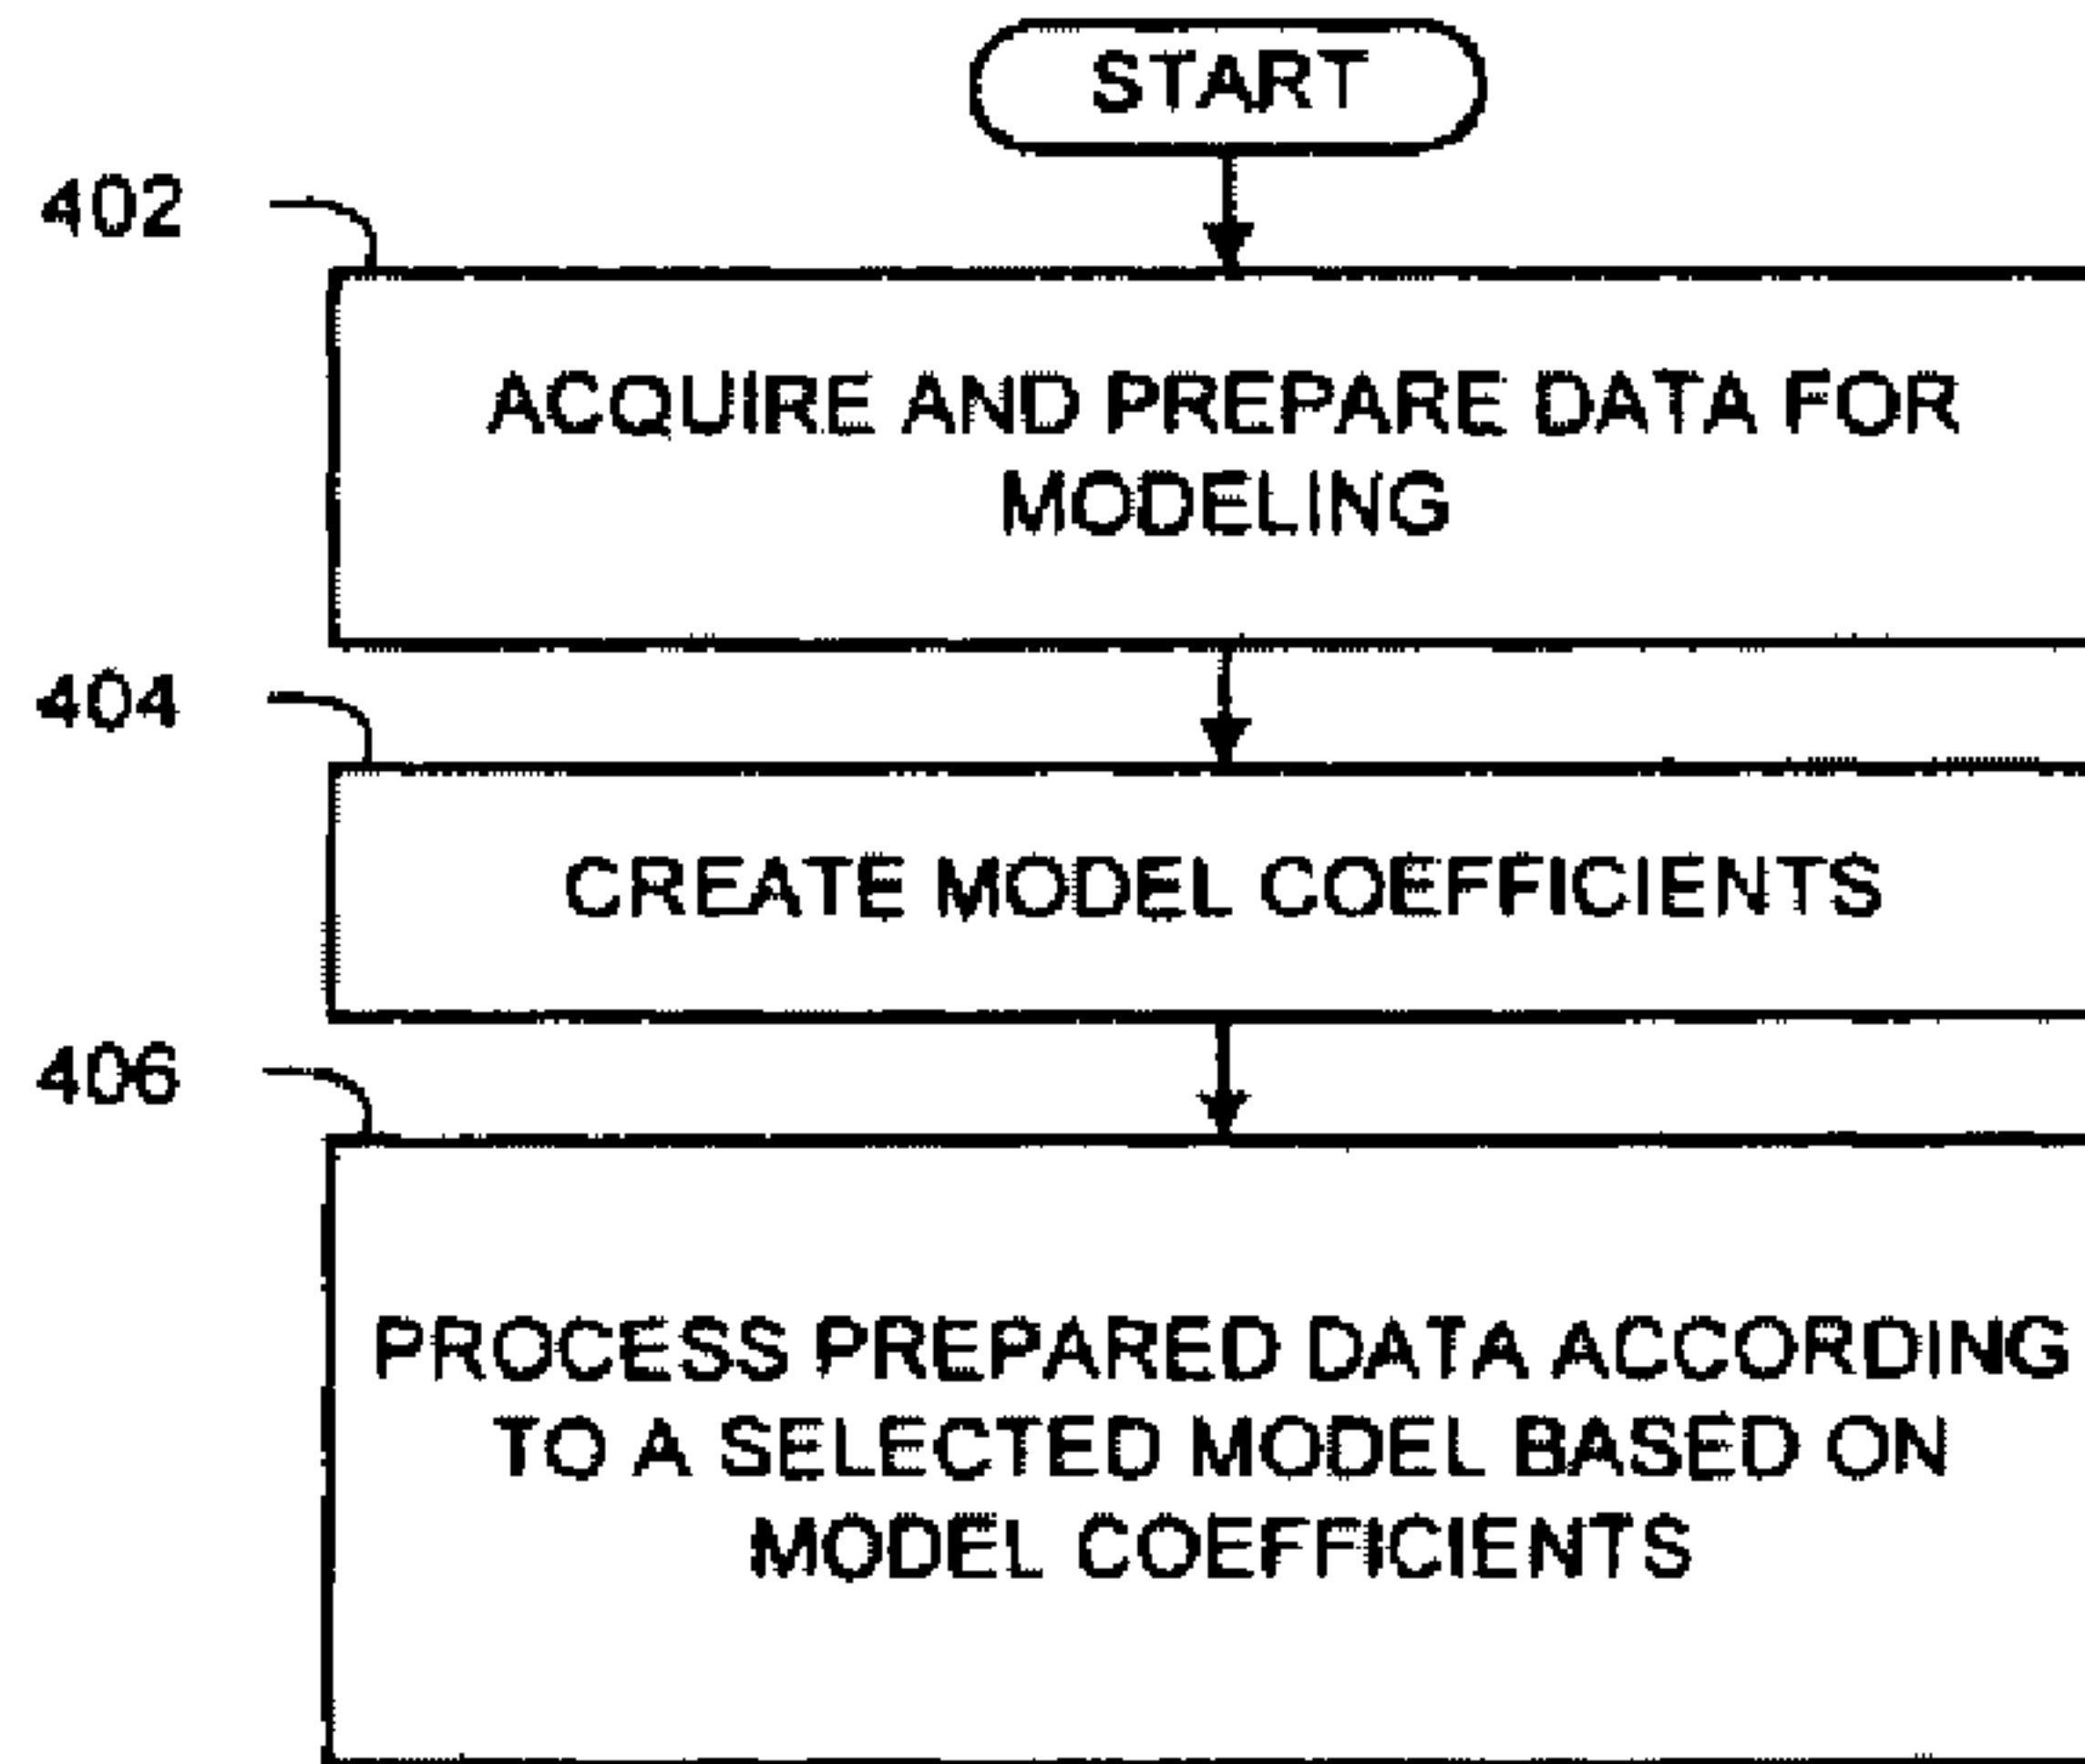 START
402
ACQUIRE AND PREPARE DATA FOR
MODELING
404
CREATE MODEL COEFFICIENTS
406
PROCESS PREPARED DATA ACCORDING
TO A SELECTED MODEL BASED ON
MODEL COEFFICIENTS